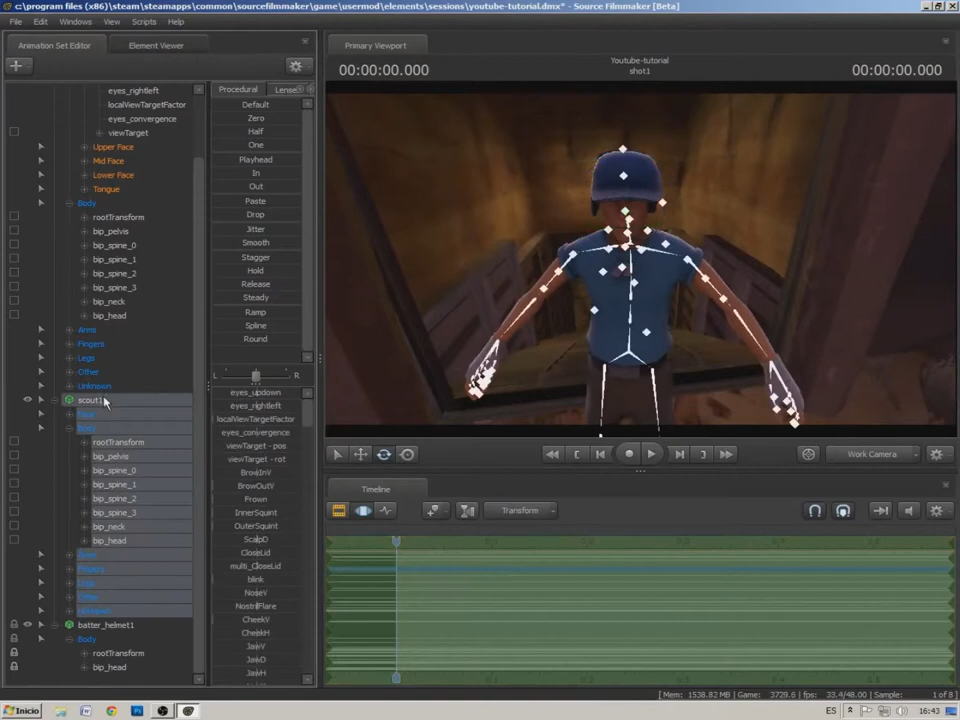 c:\program files (x86)\steam\steamapps\common\sourcefilmmaker\game\usermod\elements\sessions\youtube-tutorial.dmx* - Source Filmmaker [Beta]
File Edit Windows View Scripts Help
Animation Set Editor Element Viewer
eyes_rightleft
localViewTargetFactor
eyes_convergence
viewTarget
Upper Face
Mid Face
Lower Face
Tongue
Body
rootTransform
bip_pelvis
bip_spine_0
bip_spine_1
bip_spine_2
bip_spine_3
bip_neck
bip_head
Arms
Fingers
Legs
Other
Unknown
scout1
Body
rootTransform
bip_pelvis
bip_spine_0
bip_spine_1
bip_spine_2
bip_spine_3
bip_neck
bip_head
batter_helmet1
Body
rootTransform
bip_head
Procedural Lense
Default
Zero
Half
One
Playhead
In
Out
Paste
Drop
Jitter
Smooth
Stagger
Hold
Release
Steady
Ramp
Spline
Round
L R
eyes_updown
eyes_rightleft
localViewTargetFactor
eyes_convergence
viewTarget - pos
viewTarget - rot
BrowInV
BrowOutV
Frown
InnerSquint
OuterSquint
ScalpD
CloseLid
multi_CloseLid
blink
NoseV
NostrilFlare
CheekV
CheekH
JawV
JawD
JawH
Primary Viewport
00:00:00.000
Youtube-tutorial
shot1
00:00:00.000
Work Camera
Timeline
Transform
[Mem: 1538.82 MB] [Game: 3729.6] [fps: 33.4/48.00] [Sample: 1 of 8]
Inicio
ES
16:43